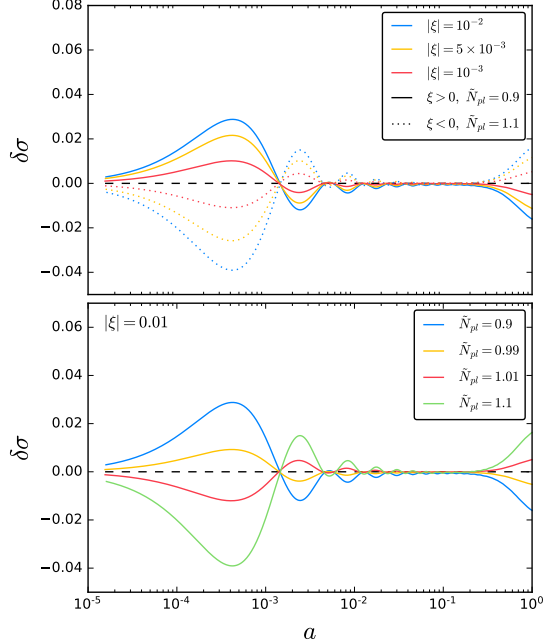 0.08
0.06
0.04
0.02
0.00
−0.02
−0.04
δσ
|ξ| = 10⁻²
|ξ| = 5 × 10⁻³
|ξ| = 10⁻³
ξ > 0, Ñ_pl = 0.9
ξ < 0, Ñ_pl = 1.1
|ξ| = 0.01
0.06
0.04
0.02
0.00
−0.02
−0.04
δσ
Ñ_pl = 0.9
Ñ_pl = 0.99
Ñ_pl = 1.01
Ñ_pl = 1.1
10⁻⁵ 10⁻⁴ 10⁻³ 10⁻² 10⁻¹ 10⁰
a